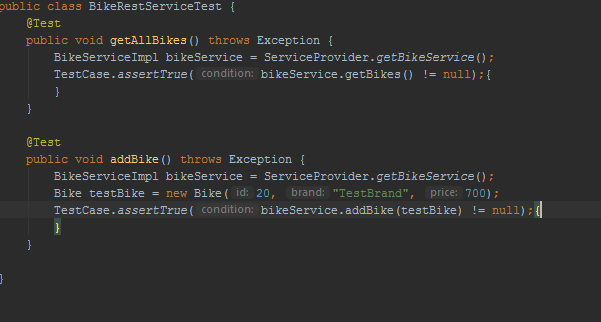 public class BikeRestServiceTest {
    @Test
    public void getAllBikes() throws Exception {
        BikeServiceImpl bikeService = ServiceProvider.getBikeService();
        TestCase.assertTrue( condition: bikeService.getBikes() != null);{
        }
    }

    @Test
    public void addBike() throws Exception {
        BikeServiceImpl bikeService = ServiceProvider.getBikeService();
        Bike testBike = new Bike( id: 20, brand: "TestBrand", price: 700);
        TestCase.assertTrue( condition: bikeService.addBike(testBike) != null);{
        }
    }

}